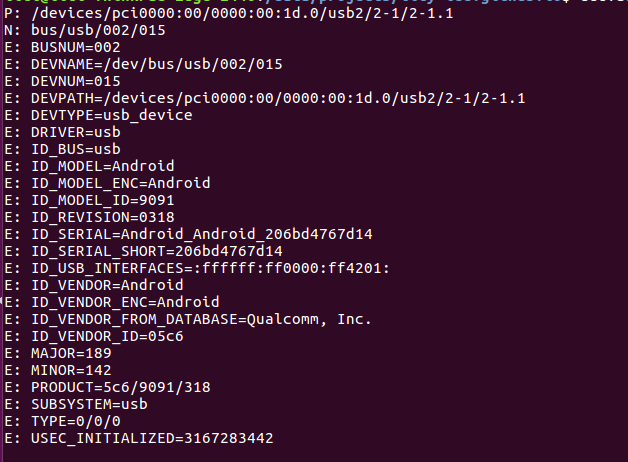 P: /devices/pci0000:00/0000:00:1d.0/usb2/2-1/2-1.1
N: bus/usb/002/015
E: BUSNUM=002
E: DEVNAME=/dev/bus/usb/002/015
E: DEVNUM=015
E: DEVPATH=/devices/pci0000:00/0000:00:1d.0/usb2/2-1/2-1.1
E: DEVTYPE=usb_device
E: DRIVER=usb
E: ID_BUS=usb
E: ID_MODEL=Android
E: ID_MODEL_ENC=Android
E: ID_MODEL_ID=9091
E: ID_REVISION=0318
E: ID_SERIAL=Android_Android_206bd4767d14
E: ID_SERIAL_SHORT=206bd4767d14
E: ID_USB_INTERFACES=:ffffff:ff0000:ff4201:
E: ID_VENDOR=Android
E: ID_VENDOR_ENC=Android
E: ID_VENDOR_FROM_DATABASE=Qualcomm, Inc.
E: ID_VENDOR_ID=05c6
E: MAJOR=189
E: MINOR=142
E: PRODUCT=5c6/9091/318
E: SUBSYSTEM=usb
E: TYPE=0/0/0
E: USEC_INITIALIZED=3167283442